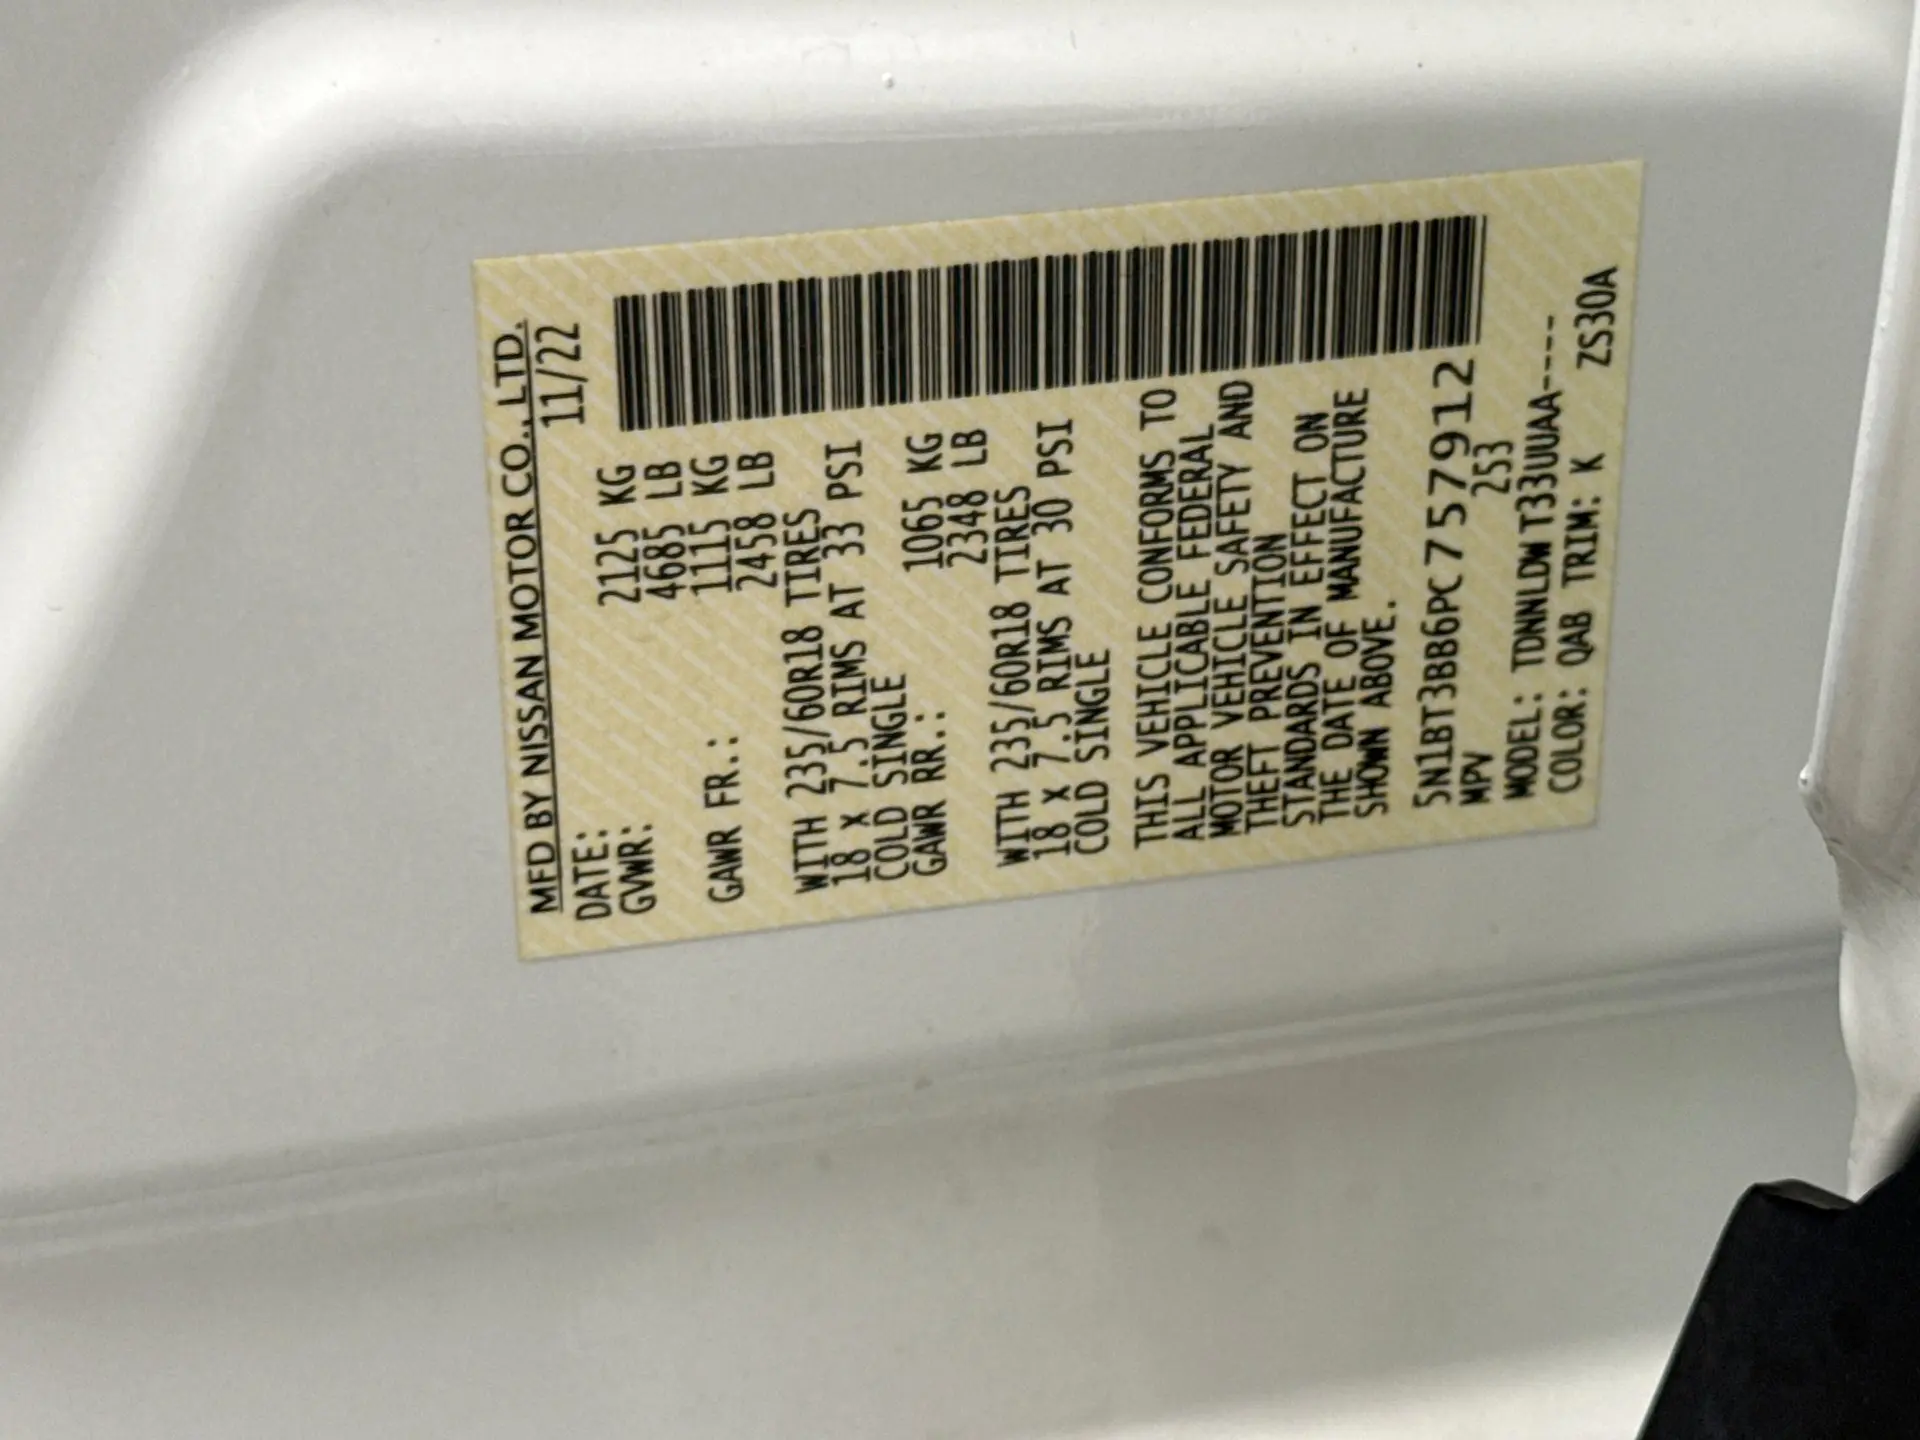 MFD BY NISSAN MOTOR CO., LTD.
DATE: 11/22
GVWR: 2125 KG
4685 LB
GAWR FR.: 1115 KG
2458 LB
WITH 235/60R18 TIRES
18 x 7.5 RIMS AT 33 PSI
COLD SINGLE
GAWR RR.: 1065 KG
2348 LB
WITH 235/60R18 TIRES
18 x 7.5 RIMS AT 30 PSI
COLD SINGLE
THIS VEHICLE CONFORMS TO
ALL APPLICABLE FEDERAL
MOTOR VEHICLE SAFETY AND
THEFT PREVENTION
STANDARDS IN EFFECT ON
THE DATE OF MANUFACTURE
SHOWN ABOVE.
5N1BT3BB6PC757912
MPV 253
MODEL: TDNNLDW T33UUAA----
COLOR: QAB TRIM: K ZS30A